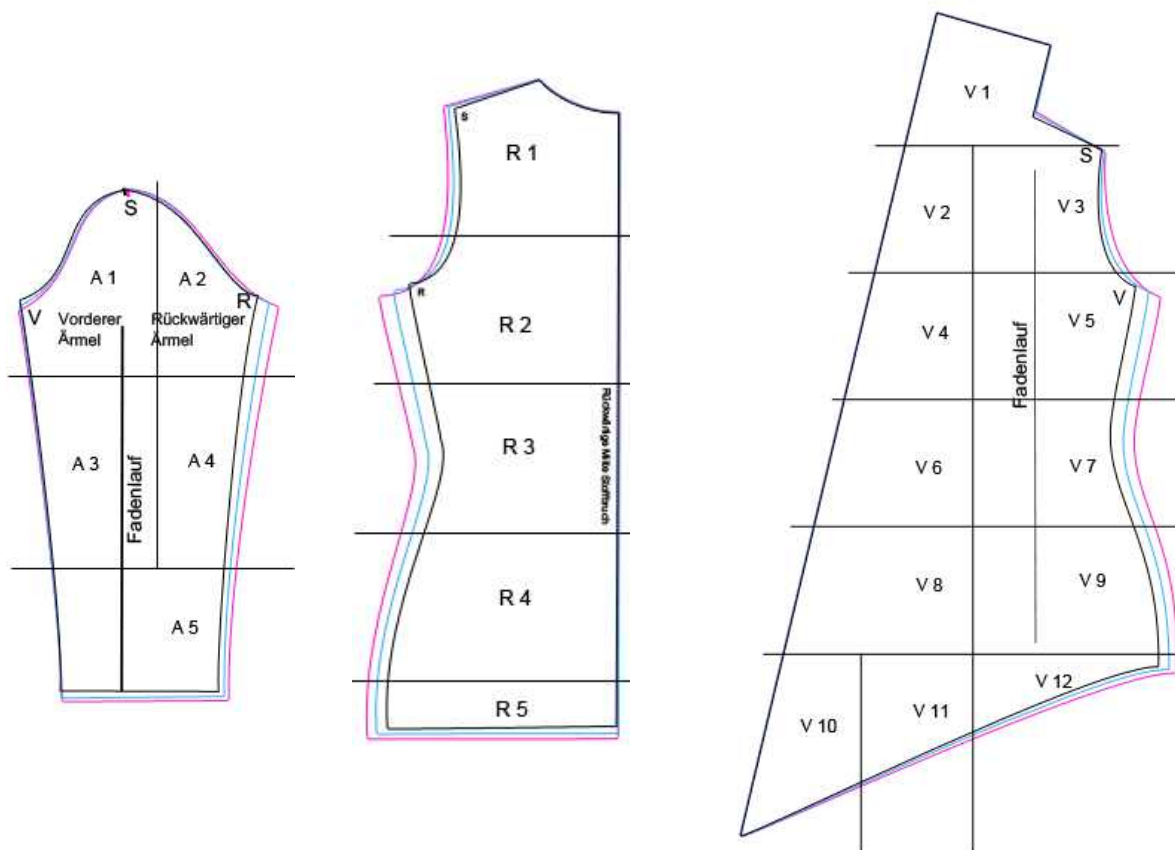 S
A 1
A 2
V
Vorderer
Ärmel
Rückwärtiger
Ärmel
R
A 3
A 4
Fadenlauf
A 5
S
R 1
R
R 2
R 3
Rückwärtige Mitte Stoffbruch
R 4
R 5
V 1
S
V 2
V 3
V
V 4
V 5
Fadenlauf
V 6
V 7
V 8
V 9
V 10
V 11
V 12